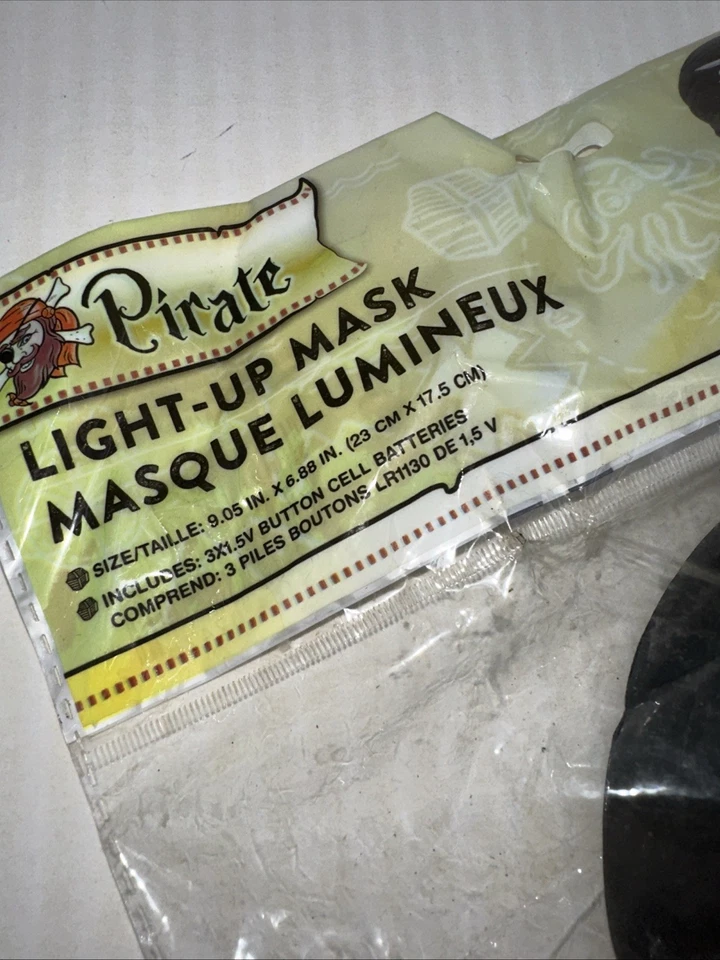 Pirate
LIGHT-UP MASK
MASQUE LUMINEUX
SIZE/TAILLE: 9.05 IN. X 6.88 IN. (23 CM X 17.5 CM)
INCLUDES: 3X1.5V BUTTON CELL BATTERIES
COMPREND: 3 PILES BOUTONS LR1130 DE 1,5 V